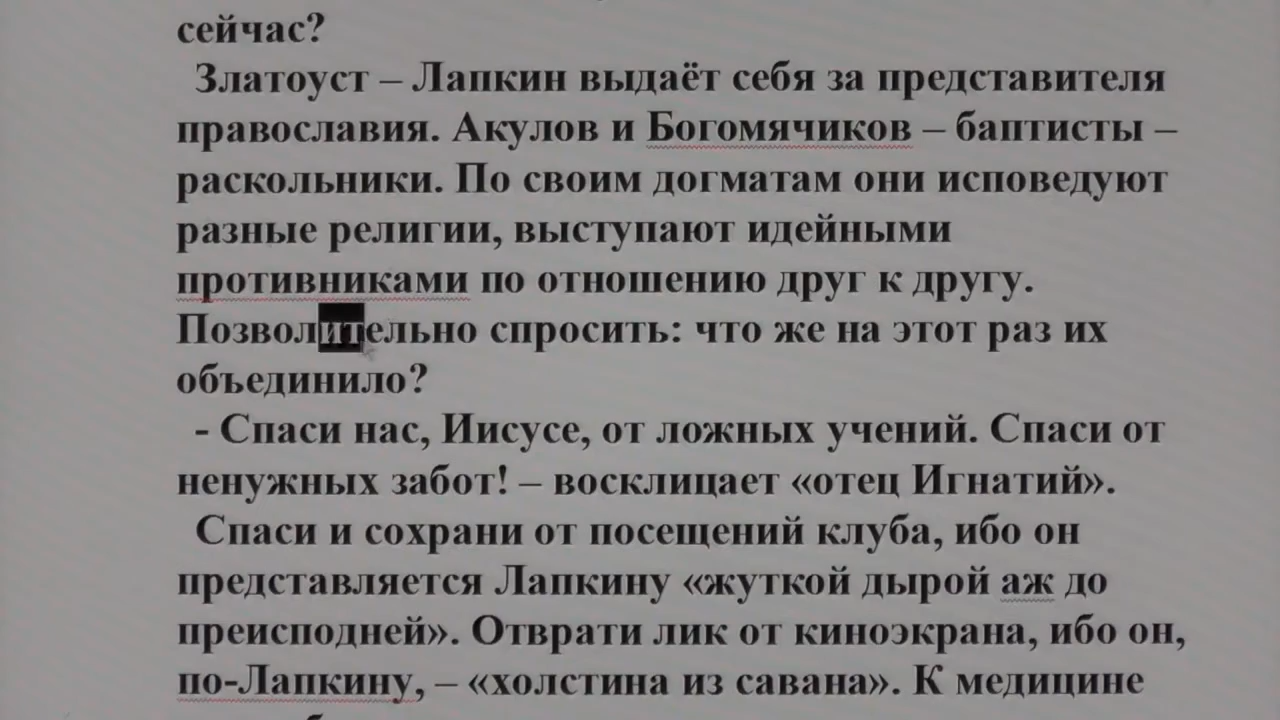 сейчас?
Златоуст – Лапкин выдаёт себя за представителя
православия. Акулов и Богомячиков – баптисты –
раскольники. По своим догматам они исповедуют
разные религии, выступают идейными
противниками по отношению друг к другу.
Позволительно спросить: что же на этот раз их
объединило?
- Спаси нас, Иисусе, от ложных учений. Спаси от
ненужных забот! – восклицает «отец Игнатий».
Спаси и сохрани от посещений клуба, ибо он
представляется Лапкину «жуткой дырой аж до
преисподней». Отврати лик от киноэкрана, ибо он,
по-Лапкину, – «холстина из савана». К медицине